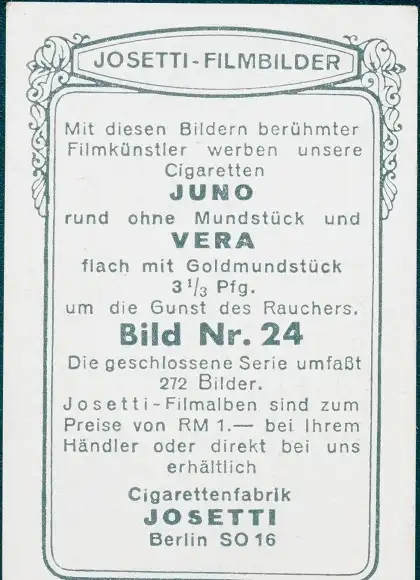 JOSETTI-FILMBILDER
Mit diesen Bildern berühmter
Filmkünstler werben unsere
Cigaretten
JUNO
rund ohne Mundstück und
VERA
flach mit Goldmundstück
3 1/3 Pfg.
um die Gunst des Rauchers.
Bild Nr. 24
Die geschlossene Serie umfaßt
272 Bilder.
Josetti-Filmalben sind zum
Preise von RM 1.— bei Ihrem
Händler oder direkt bei uns
erhältlich
Cigarettenfabrik
JOSETTI
Berlin SO 16